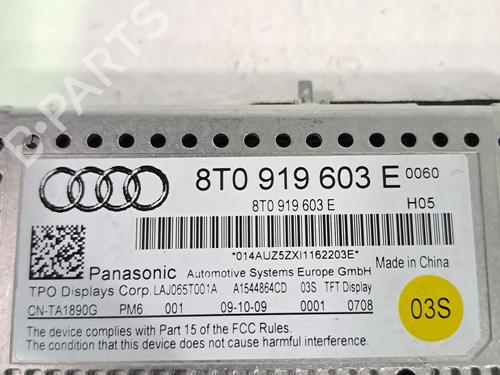 8T0 919 603 E 0060
8T0 919 603 E H05
*014AUZ5ZXI1162203E*
Panasonic Automotive Systems Europe GmbH Made in China
TPO Displays Corp. LAJ065T001A A1544864CD 03S TFT Display
CN-TA1890G PM6 001 09-10-09 0001 0708
03S
The device complies with Part 15 of the FCC Rules.
The condition that this device does not cause harmful interference.
B-PARTS